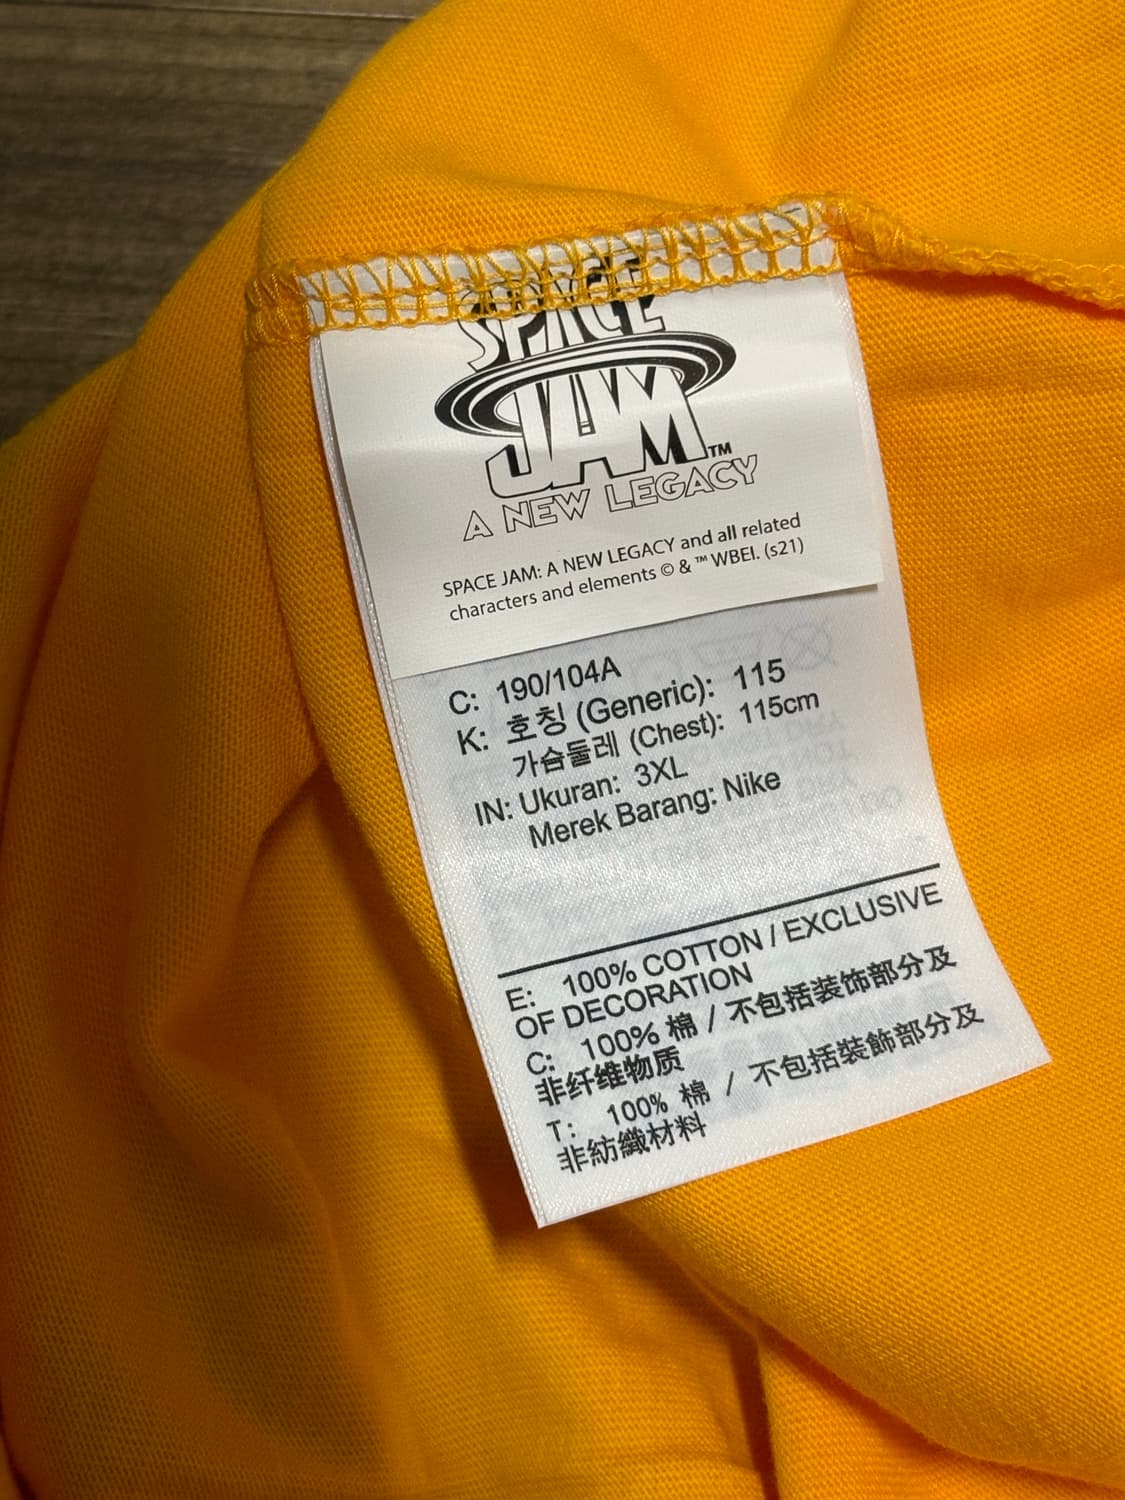 SPACE
JAM™
A NEW LEGACY
SPACE JAM: A NEW LEGACY and all related
characters and elements © & ™ WBEI. (s21)
C: 190/104A
K: 호칭 (Generic): 115
가슴둘레 (Chest): 115cm
IN: Ukuran: 3XL
Merek Barang: Nike
E: 100% COTTON / EXCLUSIVE
OF DECORATION
C: 100% 棉 / 不包括装饰部分及
非纤维物质
T: 100% 棉 / 不包括裝飾部分及
非紡織材料